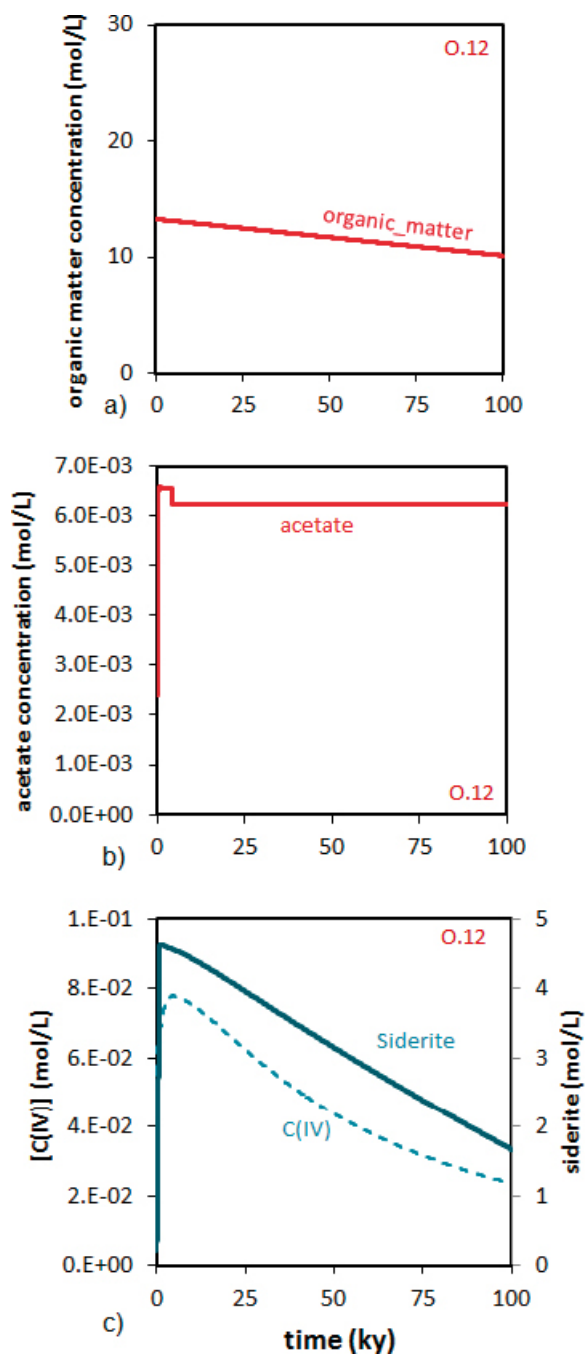 organic matter concentration (mol/L)
30
20
10
0
O.12
organic_matter
0 25 50 75 100
a)
acetate concentration (mol/L)
7.0E-03
6.0E-03
5.0E-03
4.0E-03
3.0E-03
2.0E-03
1.0E-03
0.0E+00
acetate
O.12
0 25 50 75 100
b)
[C(IV)] (mol/L)
1.E-01
8.E-02
6.E-02
4.E-02
2.E-02
0.E+00
O.12
Siderite
C(IV)
5
4
3
2
1
0
siderite (mol/L)
0 25 50 75 100
c)
time (ky)